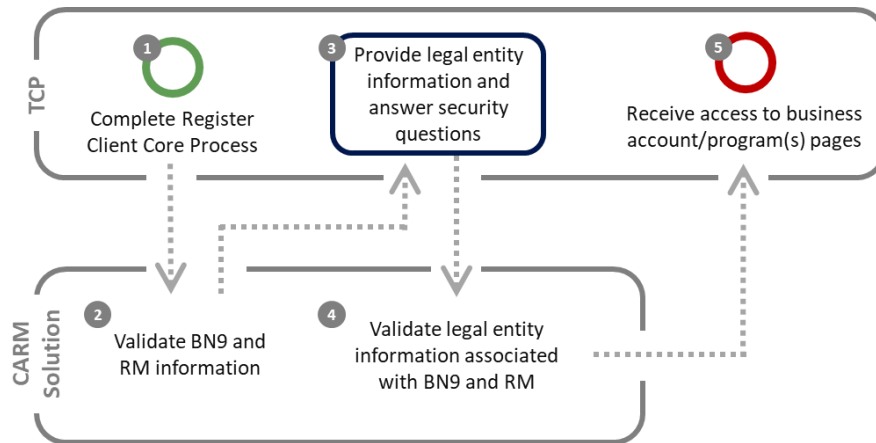 TCP
1
Complete Register
Client Core Process
3
Provide legal entity
information and
answer security
questions
5
Receive access to business
account/program(s) pages
CARM
Solution
2
Validate BN9 and
RM information
4
Validate legal entity
information associated
with BN9 and RM